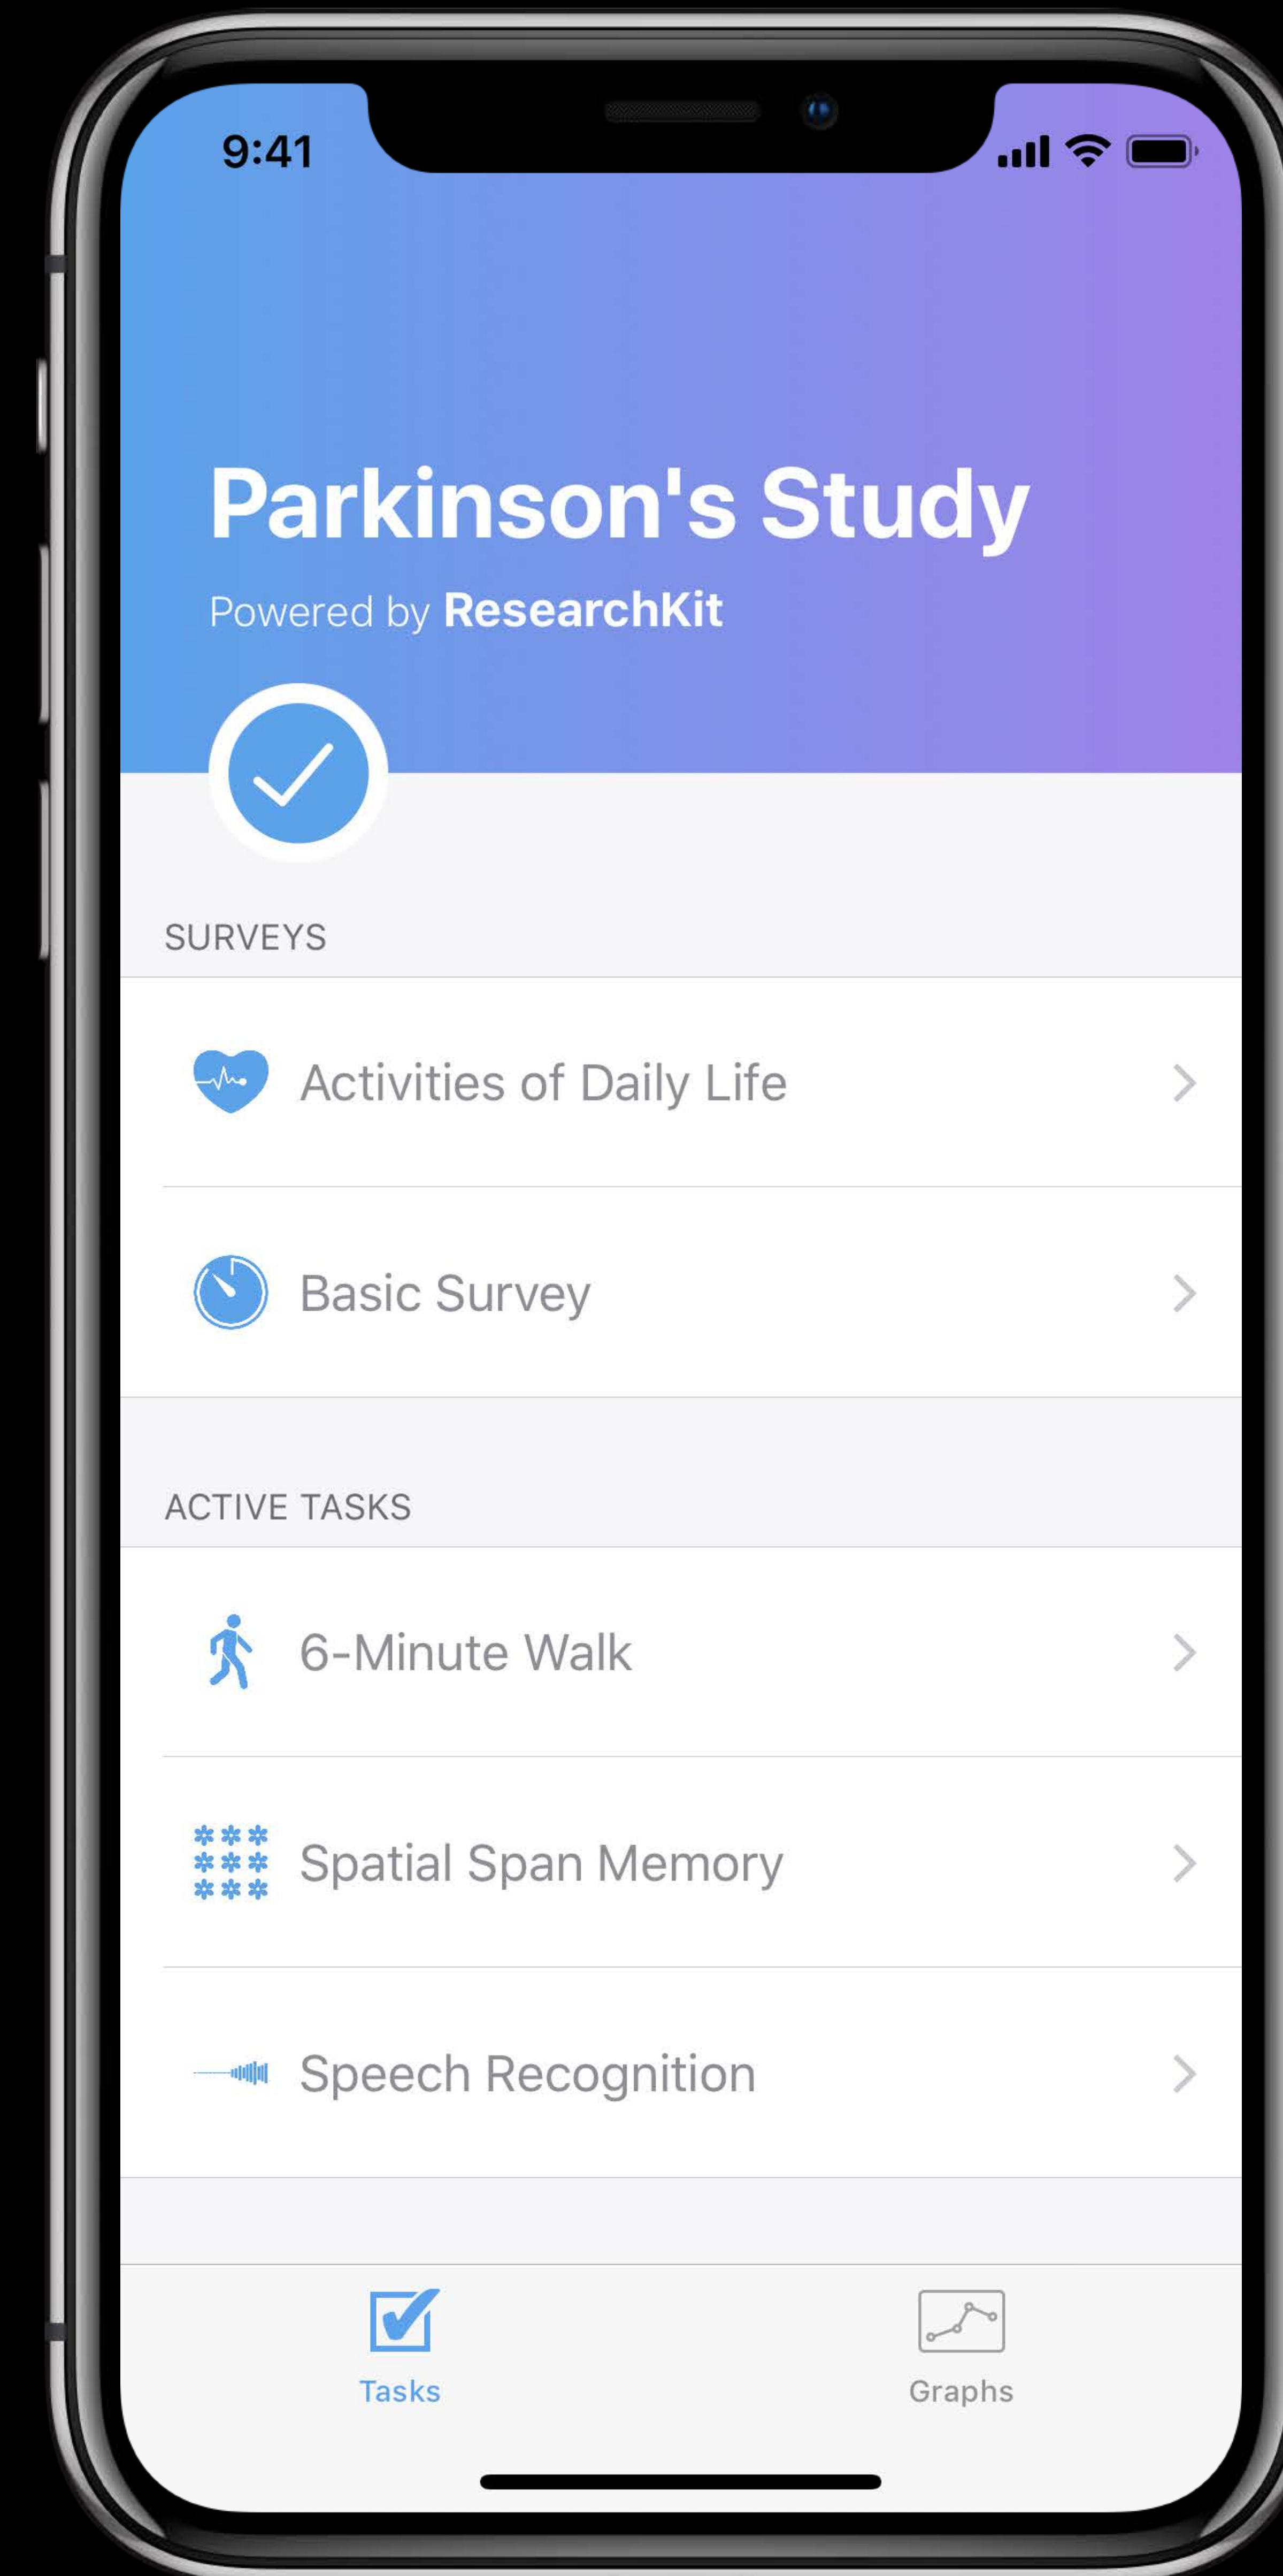 9:41
Parkinson's Study
Powered by ResearchKit
SURVEYS
Activities of Daily Life
Basic Survey
ACTIVE TASKS
6-Minute Walk
Spatial Span Memory
Speech Recognition
Tasks
Graphs